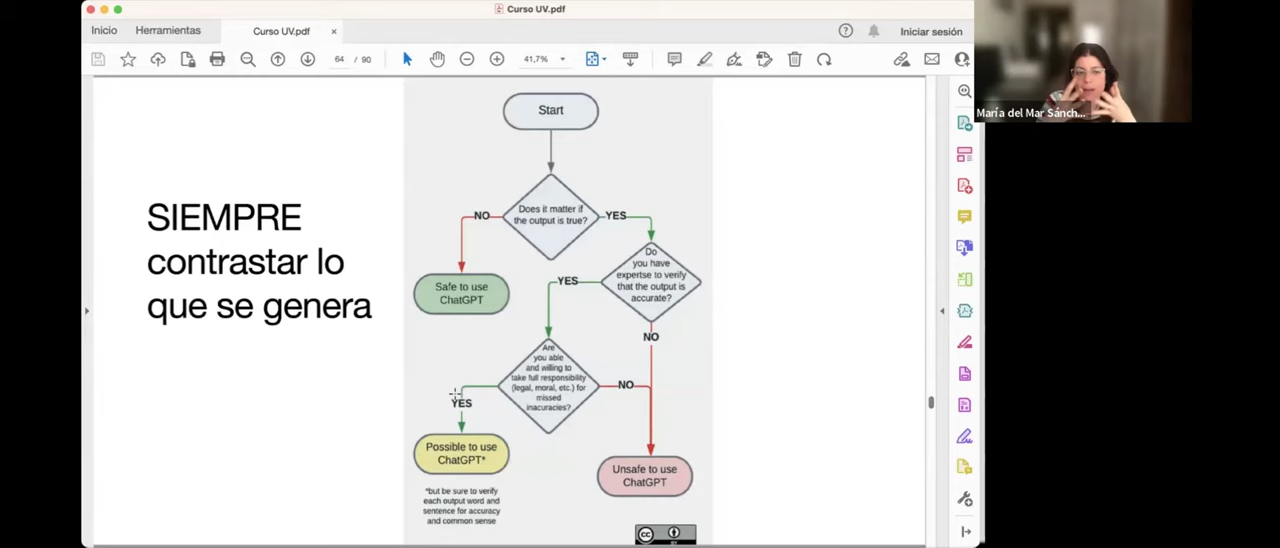 Curso UV.pdf
Inicio
Herramientas
Curso UV.pdf
×
Iniciar sesión
64 / 90
41,7%
María del Mar Sánch...
SIEMPRE
contrastar lo
que se genera
Start
Does it matter if
the output is true?
NO
YES
Safe to use
ChatGPT
Do
you have
expertse to verify
that the output is
accurate?
YES
NO
Are
you able
and willing to
take full responsibility
(legal, moral, etc.) for
missed
inacuracies?
NO
YES
Possible to use
ChatGPT*
Unsafe to use
ChatGPT
*but be sure to verify
each output word and
sentence for accuracy
and common sense
cc
BY